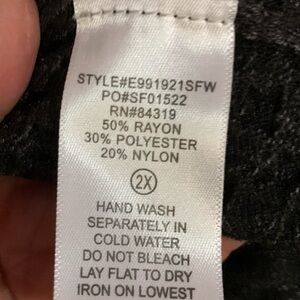 STYLE#E991921SFW
PO#SF01522
RN#84319
50% RAYON
30% POLYESTER
20% NYLON
2X
HAND WASH
SEPARATELY IN
COLD WATER
DO NOT BLEACH
LAY FLAT TO DRY
IRON ON LOWEST